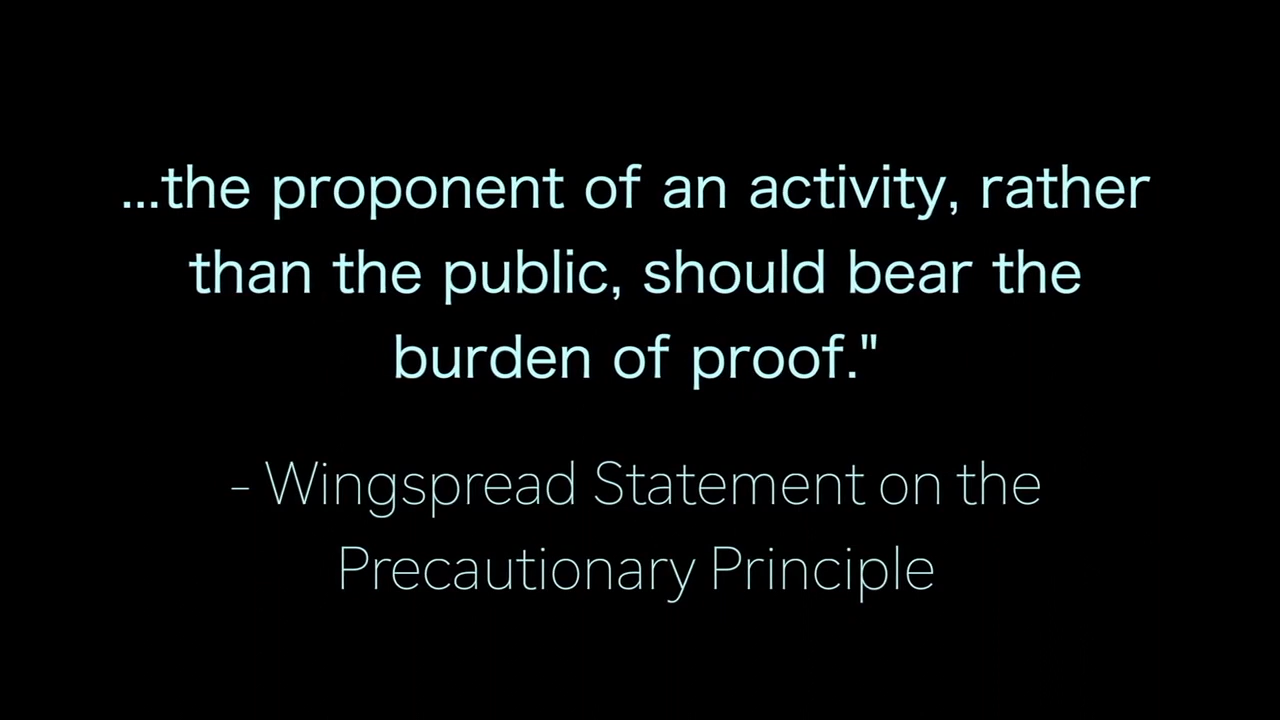 ...the proponent of an activity, rather
than the public, should bear the
burden of proof."
- Wingspread Statement on the
Precautionary Principle